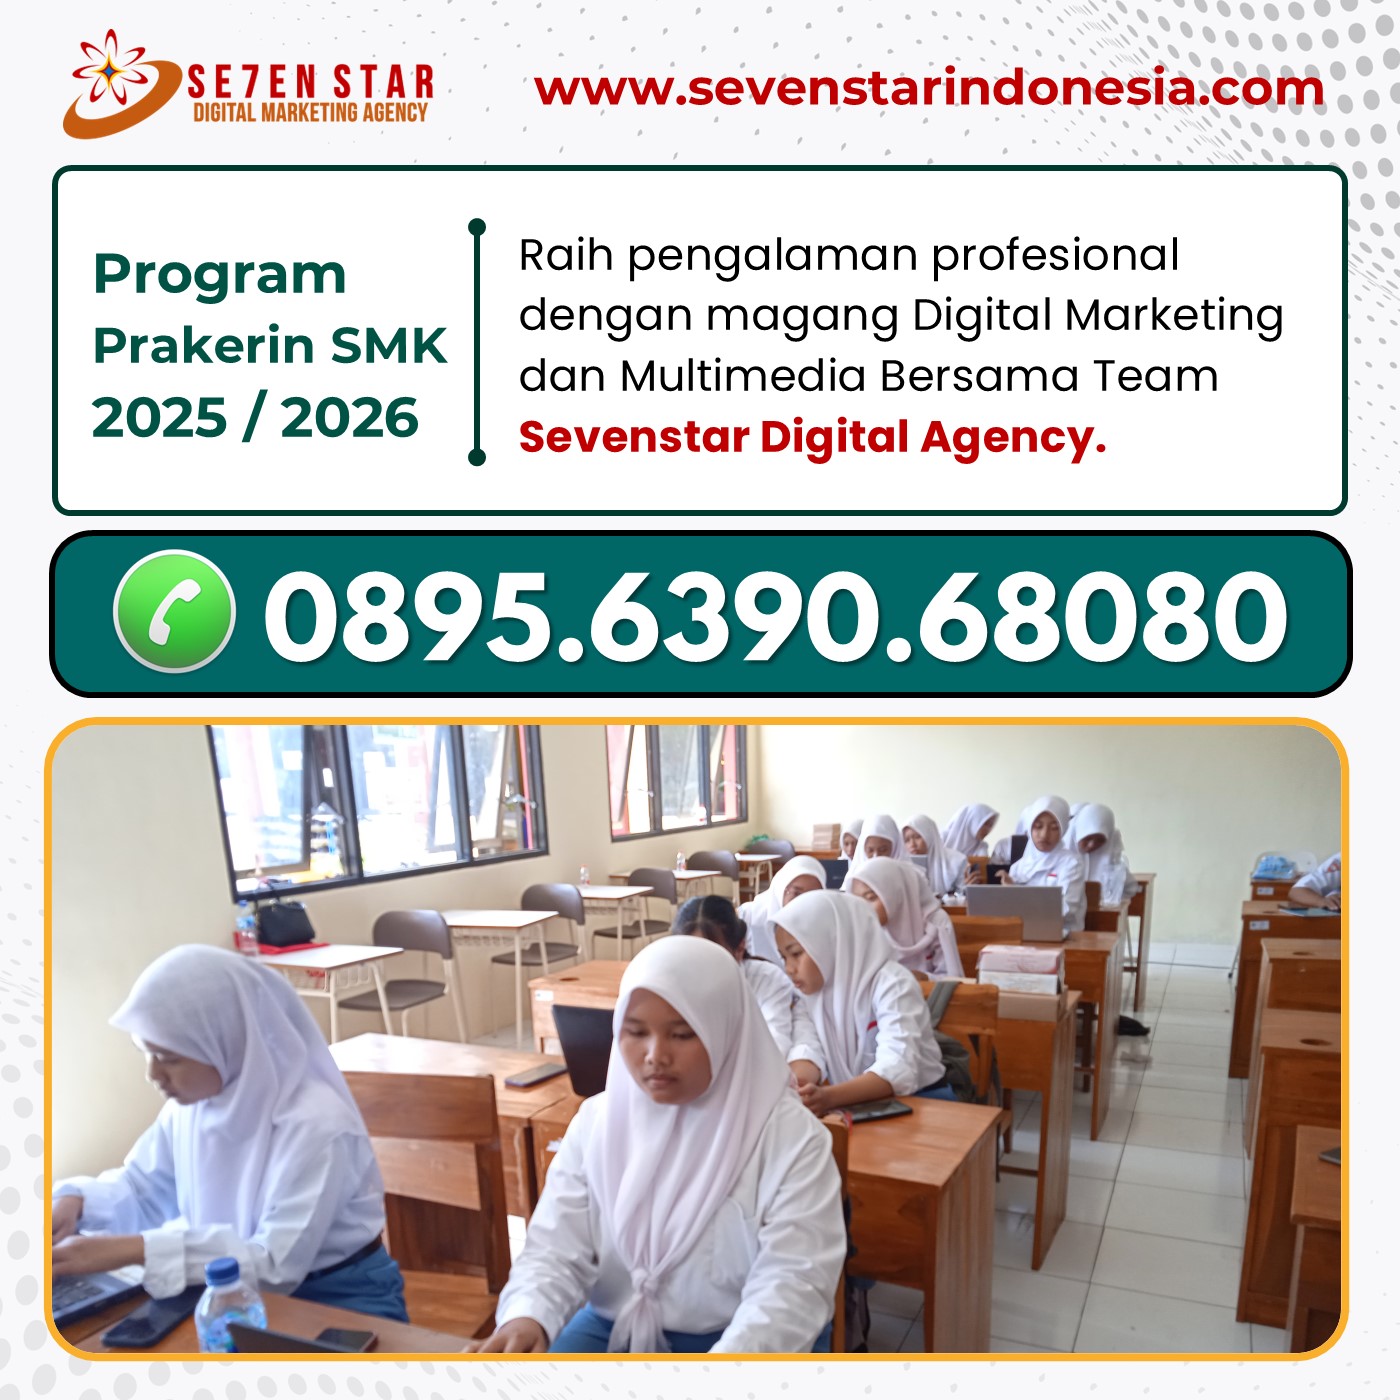 SE7EN STAR
DIGITAL MARKETING AGENCY
www.sevenstarindonesia.com
Program
Prakerin SMK
2025 / 2026
Raih pengalaman profesional
dengan magang Digital Marketing
dan Multimedia Bersama Team
Sevenstar Digital Agency.
0895.6390.68080